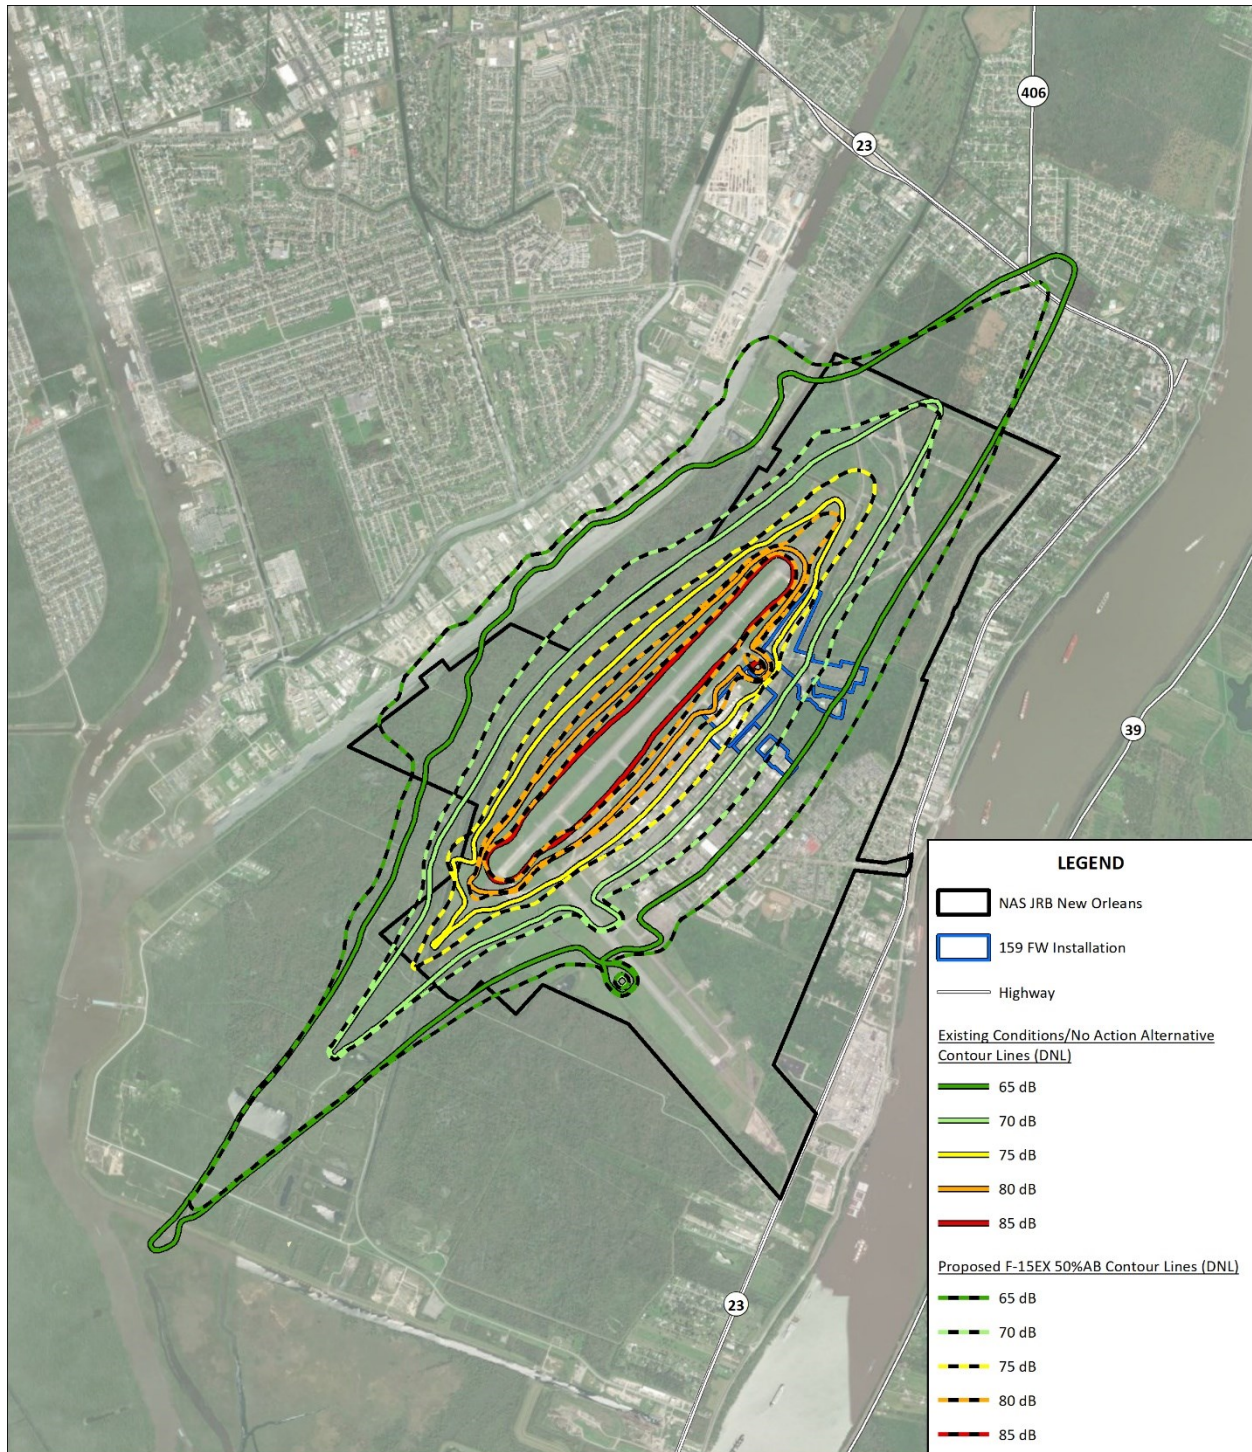 406
23
39
23
LEGEND
NAS JRB New Orleans
159 FW Installation
Highway
Existing Conditions/No Action Alternative
Contour Lines (DNL)
65 dB
70 dB
75 dB
80 dB
85 dB
Proposed F-15EX 50%AB Contour Lines (DNL)
65 dB
70 dB
75 dB
80 dB
85 dB